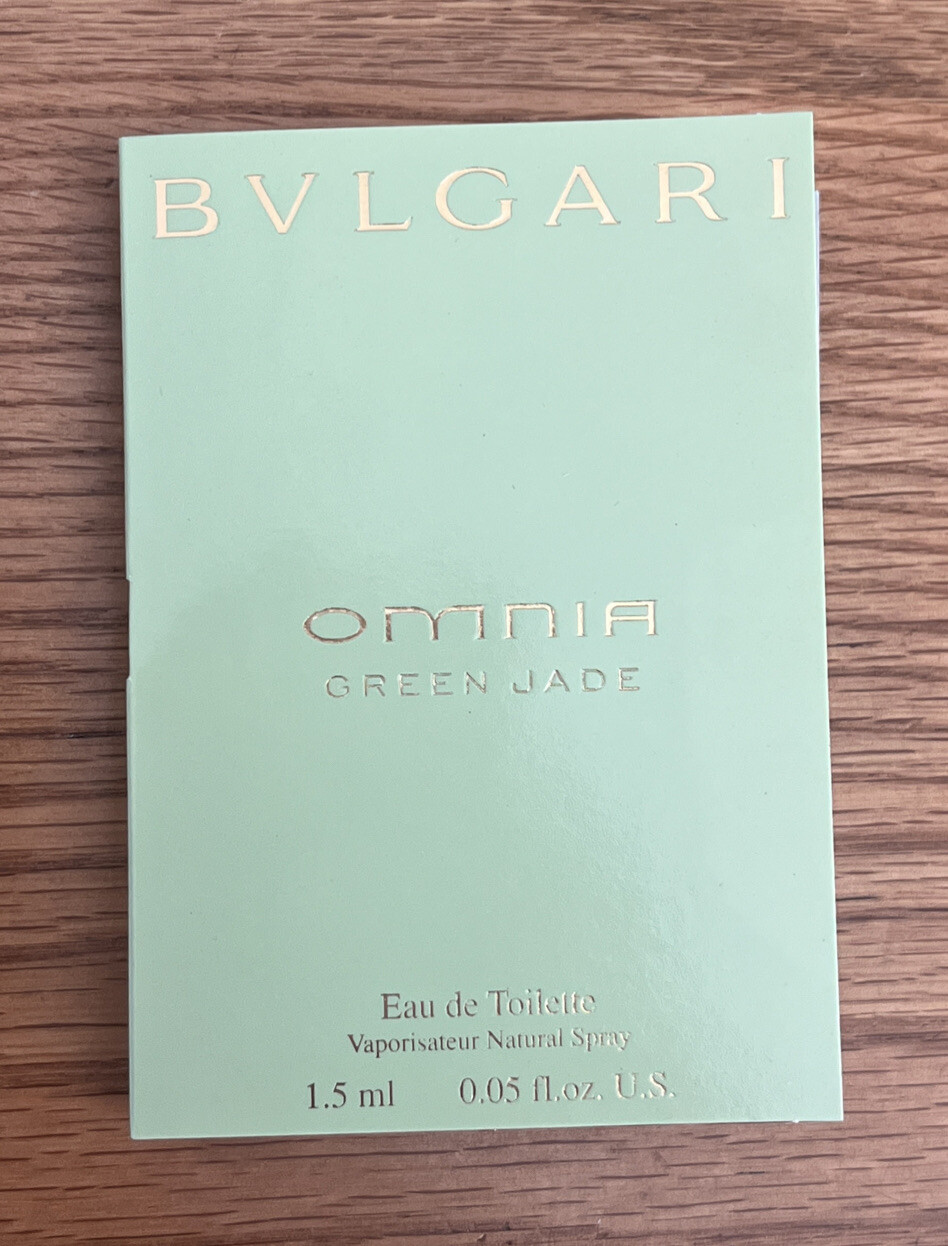 BVLGARI
OMNIA
GREEN JADE
Eau de Toilette
Vaporisateur Natural Spray
1.5 ml 0.05 fl.oz. U.S.